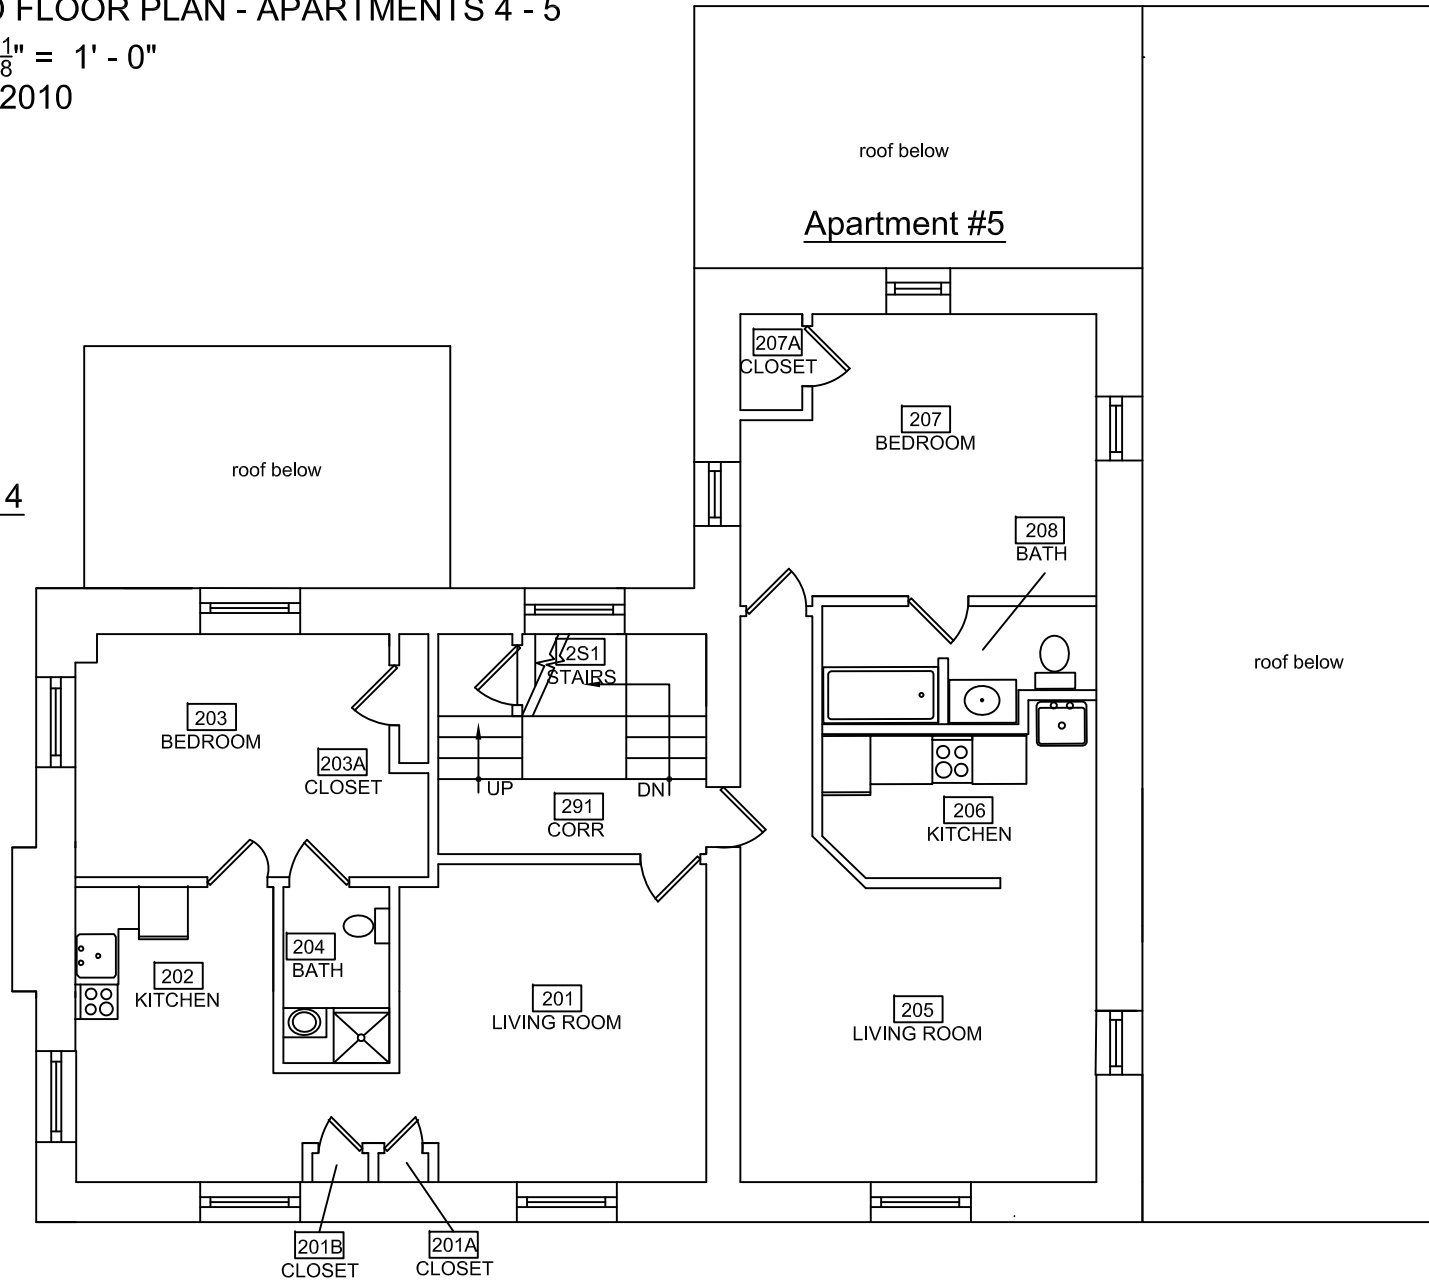 FLOOR PLAN - APARTMENTS 4 - 5
1/8" = 1' - 0"
2010
roof below
Apartment #5
207A
CLOSET
207
BEDROOM
roof below
4
208
BATH
2S1
STAIRS
roof below
203
BEDROOM
203A
CLOSET
UP
DN
291
CORR
206
KITCHEN
204
BATH
202
KITCHEN
201
LIVING ROOM
205
LIVING ROOM
201B
CLOSET
201A
CLOSET